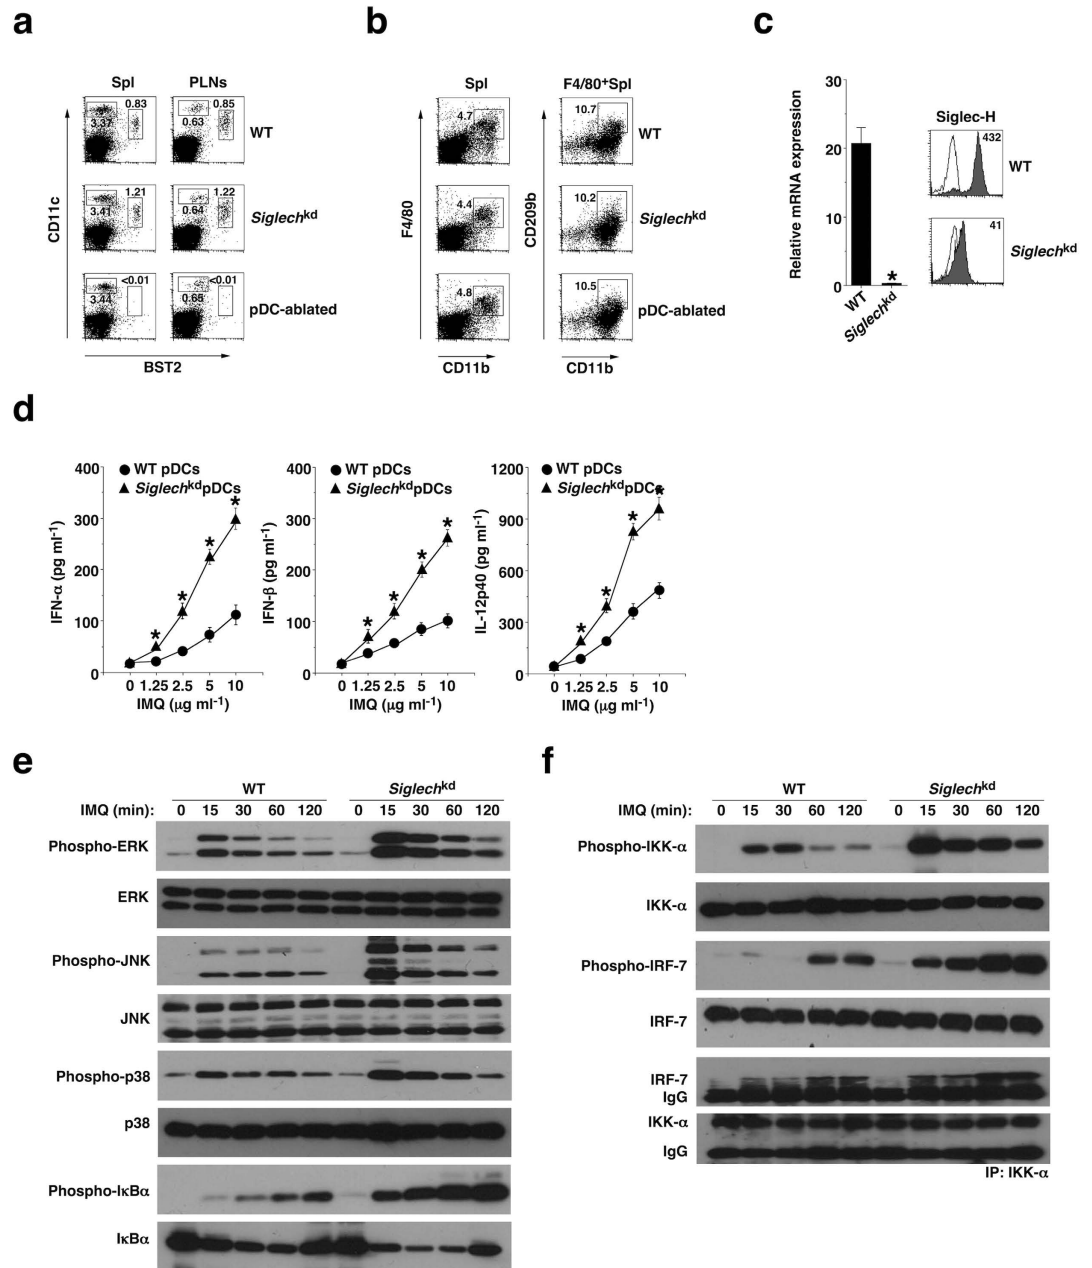 a
Spl PLNs
CD11c
0.83
3.37
0.85
0.63
WT
1.21
3.41
1.22
0.64
Siglechkd
<0.01
3.44
<0.01
0.65
pDC-ablated
BST2
b
Spl F4/80+Spl
F4/80
CD209b
4.7
10.7
WT
4.4
10.2
Siglechkd
4.8
10.5
pDC-ablated
CD11b CD11b
c
Relative mRNA expression
30
20
10
0
*
WT
Siglechkd
Siglec-H
432
WT
41
Siglechkd
d
IFN-α (pg ml-1)
400
300
200
100
0
● WT pDCs
▲ Siglechkd pDCs
* * * *
0 1.25 2.5 5 10
IMQ (μg ml-1)
IFN-β (pg ml-1)
400
300
200
100
0
● WT pDCs
▲ Siglechkd pDCs
* * * *
0 1.25 2.5 5 10
IMQ (μg ml-1)
IL-12p40 (pg ml-1)
1200
900
600
300
0
● WT pDCs
▲ Siglechkd pDCs
* * * *
0 1.25 2.5 5 10
IMQ (μg ml-1)
e
WT Siglechkd
IMQ (min): 0 15 30 60 120 0 15 30 60 120
Phospho-ERK
ERK
Phospho-JNK
JNK
Phospho-p38
p38
Phospho-IκBα
IκBα
f
WT Siglechkd
IMQ (min): 0 15 30 60 120 0 15 30 60 120
Phospho-IKK-α
IKK-α
Phospho-IRF-7
IRF-7
IRF-7
IgG
IKK-α
IgG
IP: IKK-α